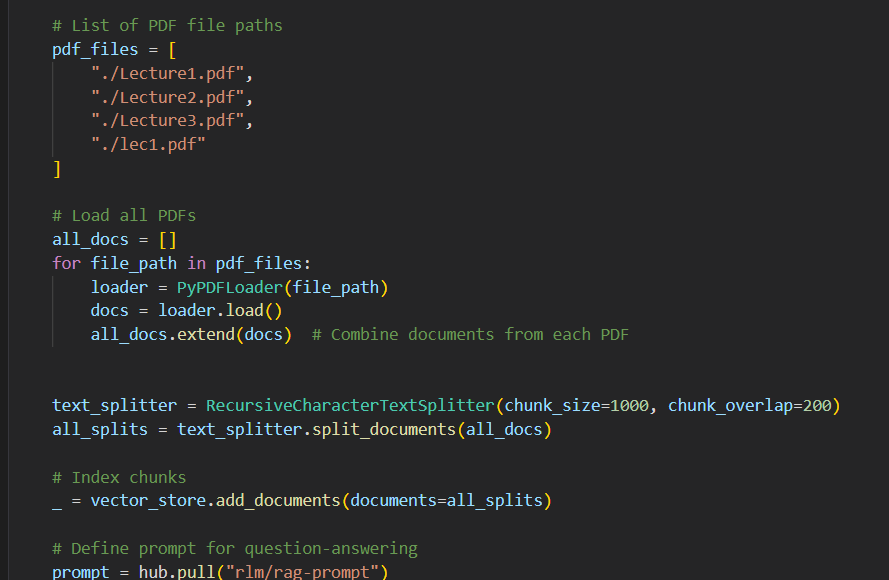 # List of PDF file paths
pdf_files = [
    "./Lecture1.pdf",
    "./Lecture2.pdf",
    "./Lecture3.pdf",
    "./lec1.pdf"
]
# Load all PDFs
all_docs = []
for file_path in pdf_files:
    loader = PyPDFLoader(file_path)
    docs = loader.load()
    all_docs.extend(docs)  # Combine documents from each PDF
text_splitter = RecursiveCharacterTextSplitter(chunk_size=1000, chunk_overlap=200)
all_splits = text_splitter.split_documents(all_docs)
# Index chunks
_ = vector_store.add_documents(documents=all_splits)
# Define prompt for question-answering
prompt = hub.pull("rlm/rag-prompt")